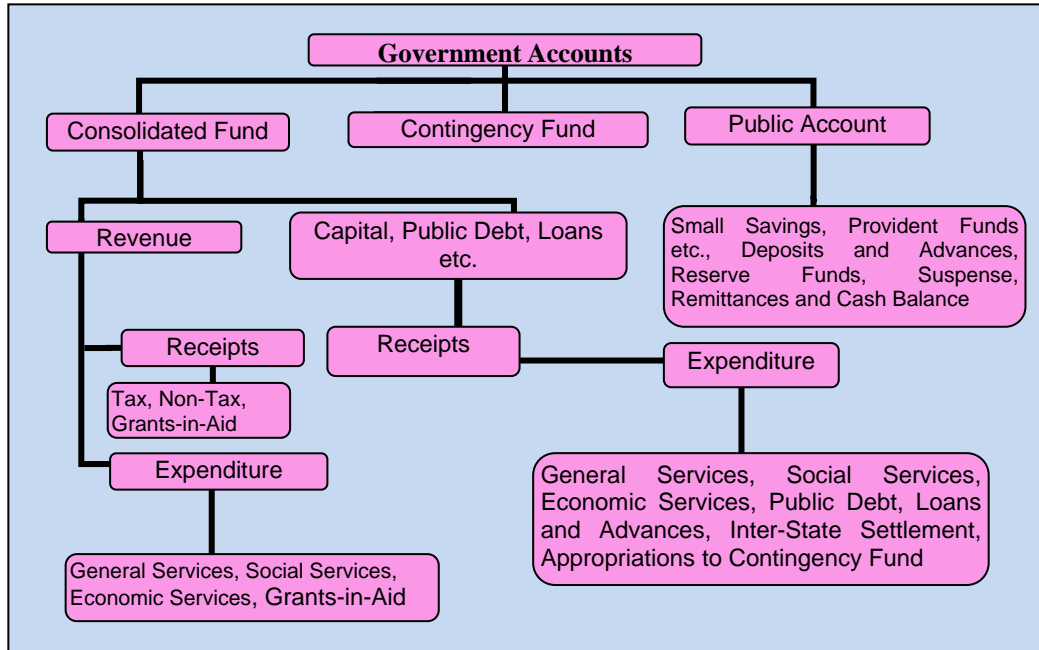 Government Accounts
Consolidated Fund
Contingency Fund
Public Account
Revenue
Capital, Public Debt, Loans
etc.
Small Savings, Provident Funds
etc., Deposits and Advances,
Reserve Funds, Suspense,
Remittances and Cash Balance
Receipts
Tax, Non-Tax,
Grants-in-Aid
Expenditure
General Services, Social Services,
Economic Services, Grants-in-Aid
Receipts
Expenditure
General Services, Social Services,
Economic Services, Public Debt, Loans
and Advances, Inter-State Settlement,
Appropriations to Contingency Fund